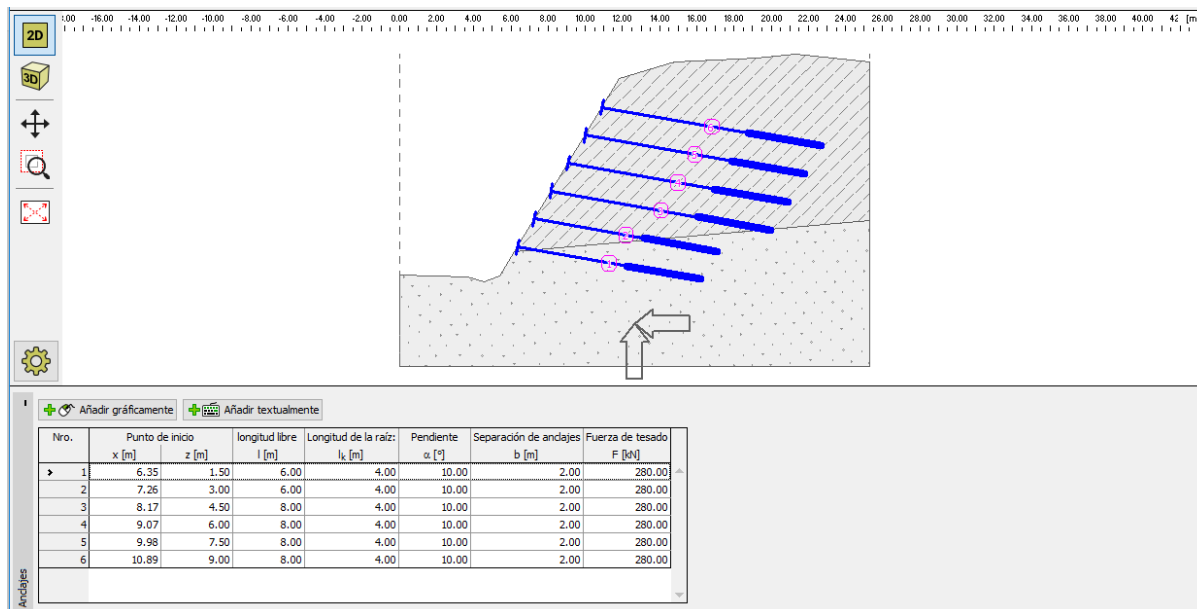 2D
3D
-16.00 -14.00 -12.00 -10.00 -8.00 -6.00 -4.00 -2.00 0.00 2.00 4.00 6.00 8.00 10.00 12.00 14.00 16.00 18.00 20.00 22.00 24.00 26.00 28.00 30.00 32.00 34.00 36.00 38.00 40.00 42 [m
6
5
4
3
2
1
Añadir gráficamente Añadir textualmente
Nro. Punto de inicio longitud libre Longitud de la raíz: Pendiente Separación de anclajes Fuerza de tesado
x [m] z [m] l [m] lk [m] α [°] b [m] F [kN]
> 1 6.35 1.50 6.00 4.00 10.00 2.00 280.00
2 7.26 3.00 6.00 4.00 10.00 2.00 280.00
3 8.17 4.50 8.00 4.00 10.00 2.00 280.00
4 9.07 6.00 8.00 4.00 10.00 2.00 280.00
5 9.98 7.50 8.00 4.00 10.00 2.00 280.00
6 10.89 9.00 8.00 4.00 10.00 2.00 280.00
Anclajes